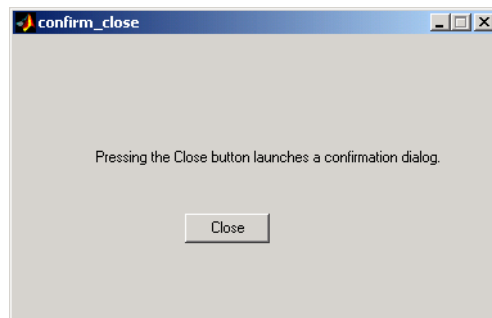 confirm_close
Pressing the Close button launches a confirmation dialog.
Close